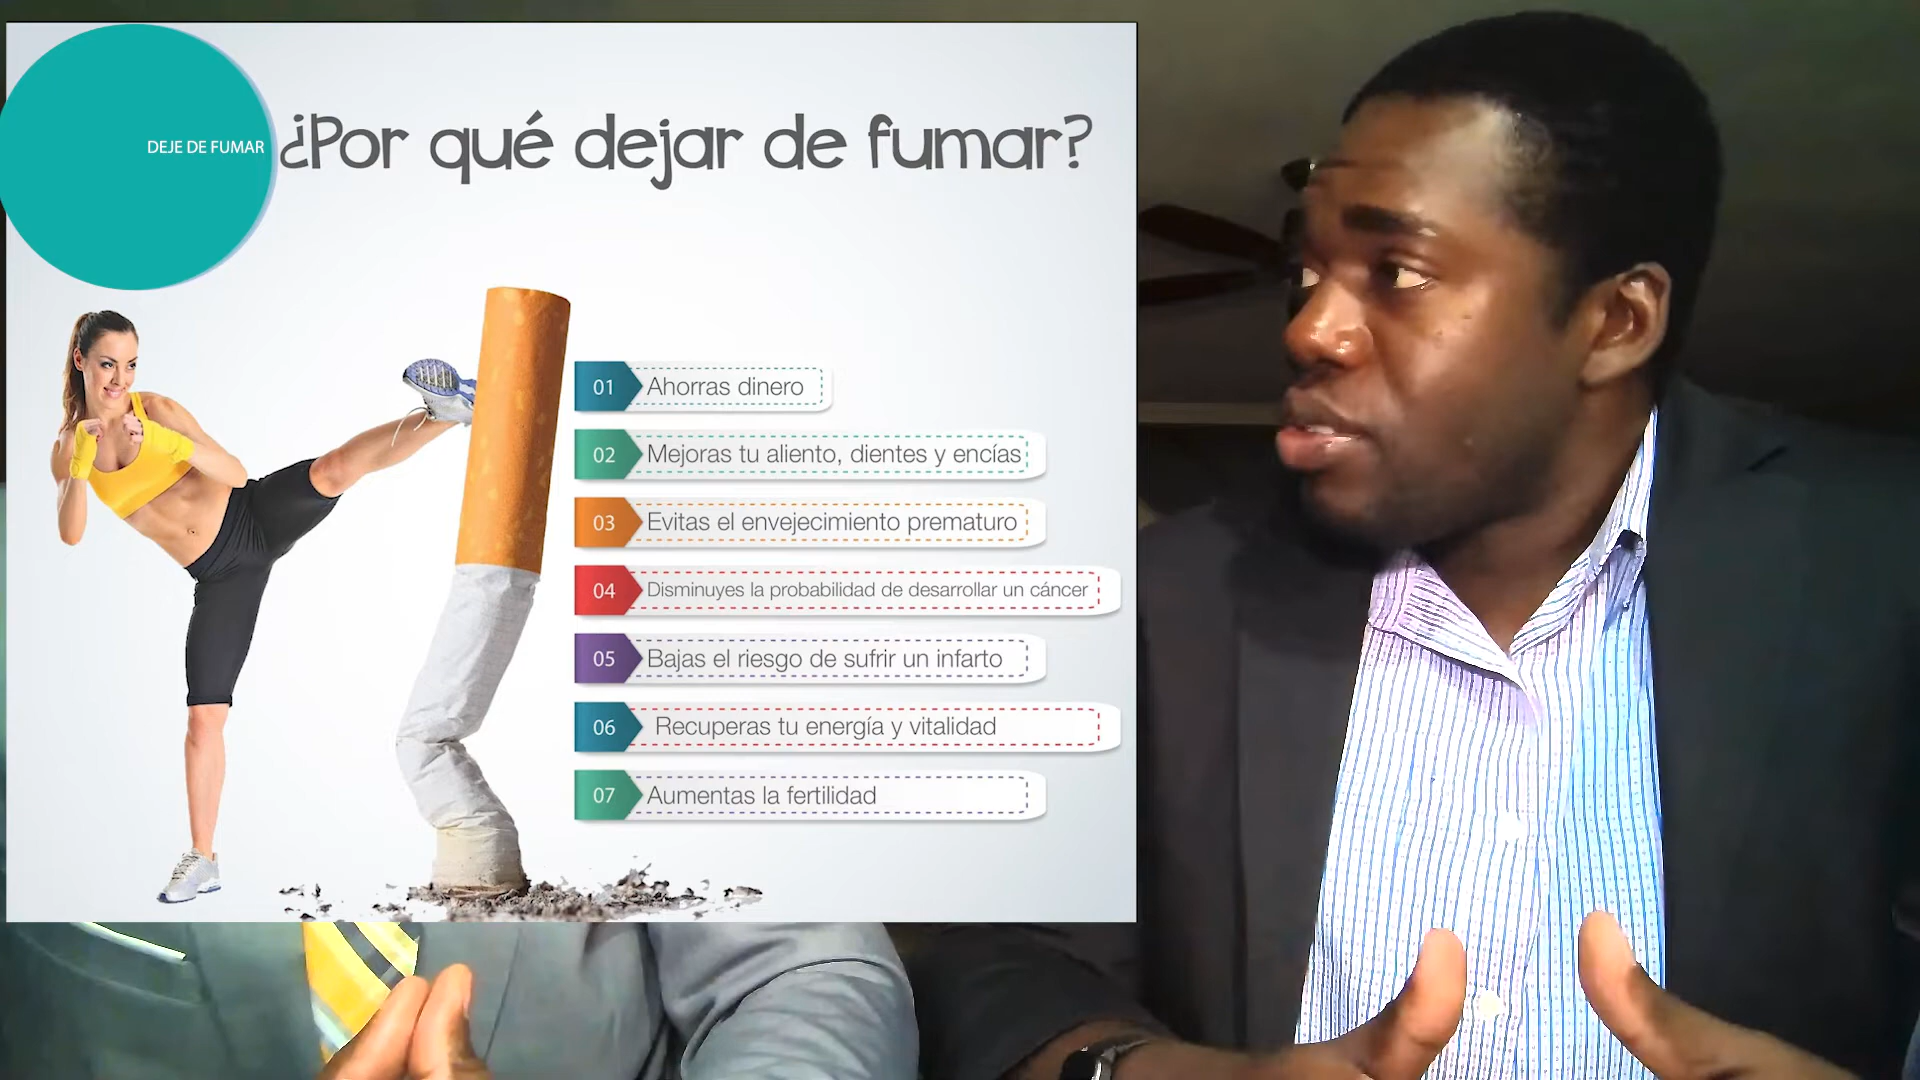 DEJE DE FUMAR
¿Por qué dejar de fumar?
01 Ahorras dinero
02 Mejoras tu aliento, dientes y encías
03 Evitas el envejecimiento prematuro
04 Disminuyes la probabilidad de desarrollar un cáncer
05 Bajas el riesgo de sufrir un infarto
06 Recuperas tu energía y vitalidad
07 Aumentas la fertilidad